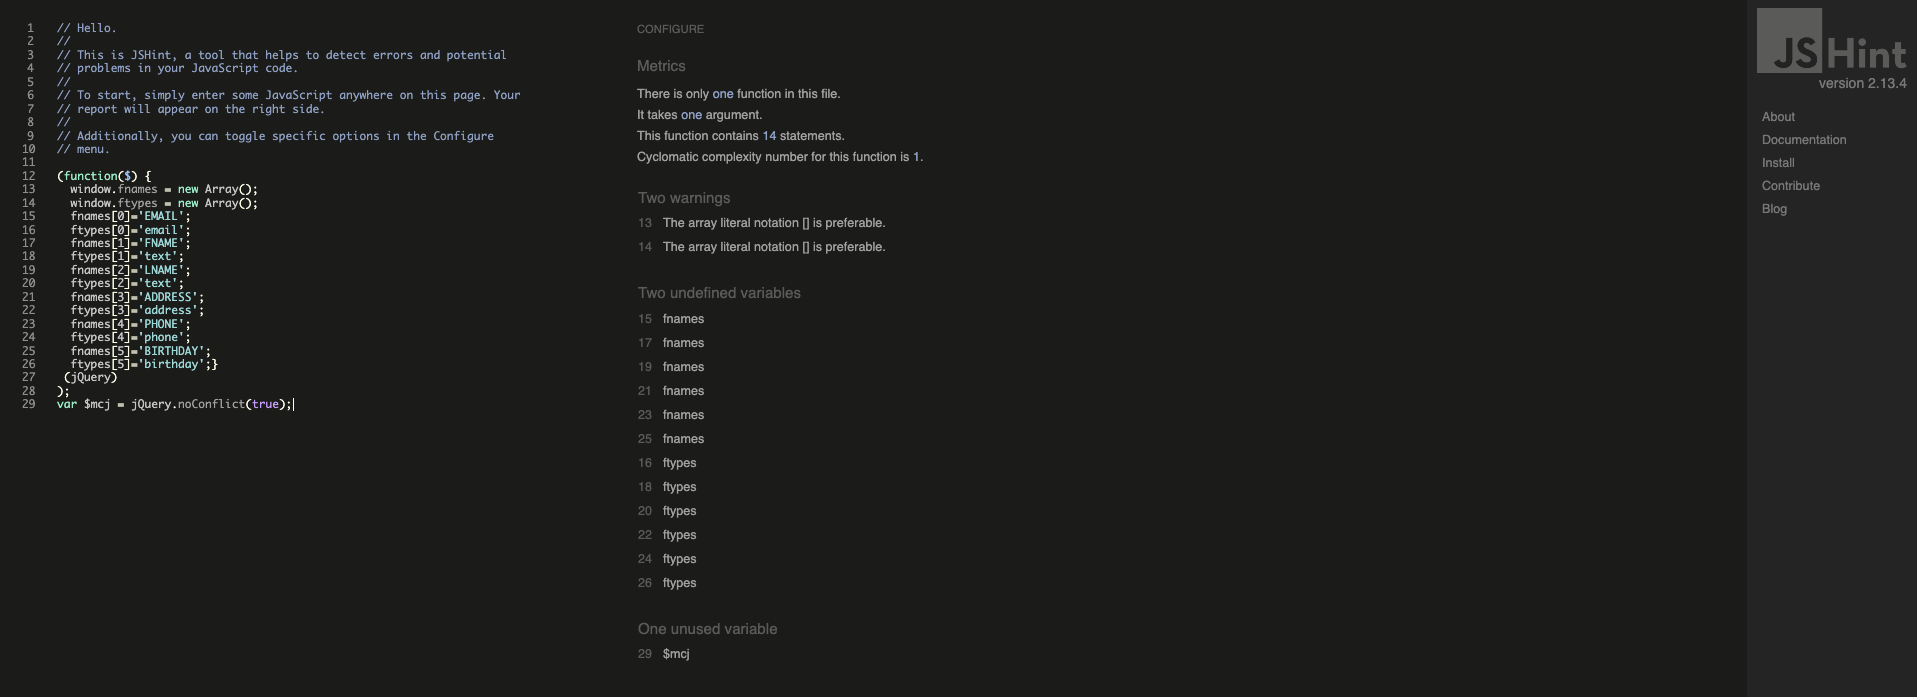 1 // Hello.
2 //
3 // This is JSHint, a tool that helps to detect errors and potential
4 // problems in your JavaScript code.
5 //
6 // To start, simply enter some JavaScript anywhere on this page. Your
7 // report will appear on the right side.
8 //
9 // Additionally, you can toggle specific options in the Configure
10 // menu.
11
12 (function($) {
13   window.fnames = new Array();
14   window.ftypes = new Array();
15   fnames[0]='EMAIL';
16   ftypes[0]='email';
17   fnames[1]='FNAME';
18   ftypes[1]='text';
19   fnames[2]='LNAME';
20   ftypes[2]='text';
21   fnames[3]='ADDRESS';
22   ftypes[3]='address';
23   fnames[4]='PHONE';
24   ftypes[4]='phone';
25   fnames[5]='BIRTHDAY';
26   ftypes[5]='birthday';}
27  (jQuery)
28 );
29 var $mcj = jQuery.noConflict(true);
CONFIGURE
Metrics
There is only one function in this file.
It takes one argument.
This function contains 14 statements.
Cyclomatic complexity number for this function is 1.
Two warnings
13 The array literal notation [] is preferable.
14 The array literal notation [] is preferable.
Two undefined variables
15 fnames
17 fnames
19 fnames
21 fnames
23 fnames
25 fnames
16 ftypes
18 ftypes
20 ftypes
22 ftypes
24 ftypes
26 ftypes
One unused variable
29 $mcj
JSHint
version 2.13.4
About
Documentation
Install
Contribute
Blog